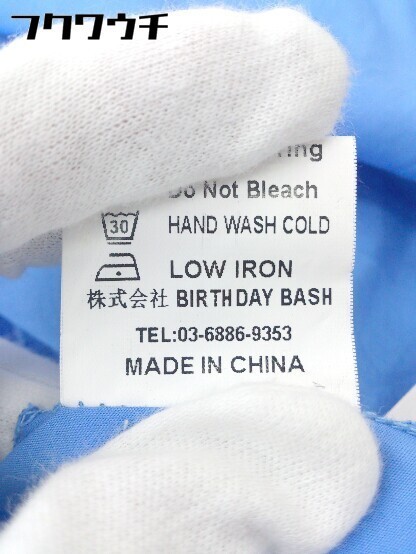 フクワウチ
Do Not Bleach
30 HAND WASH COLD
LOW IRON
株式会社 BIRTHDAY BASH
TEL:03-6886-9353
MADE IN CHINA